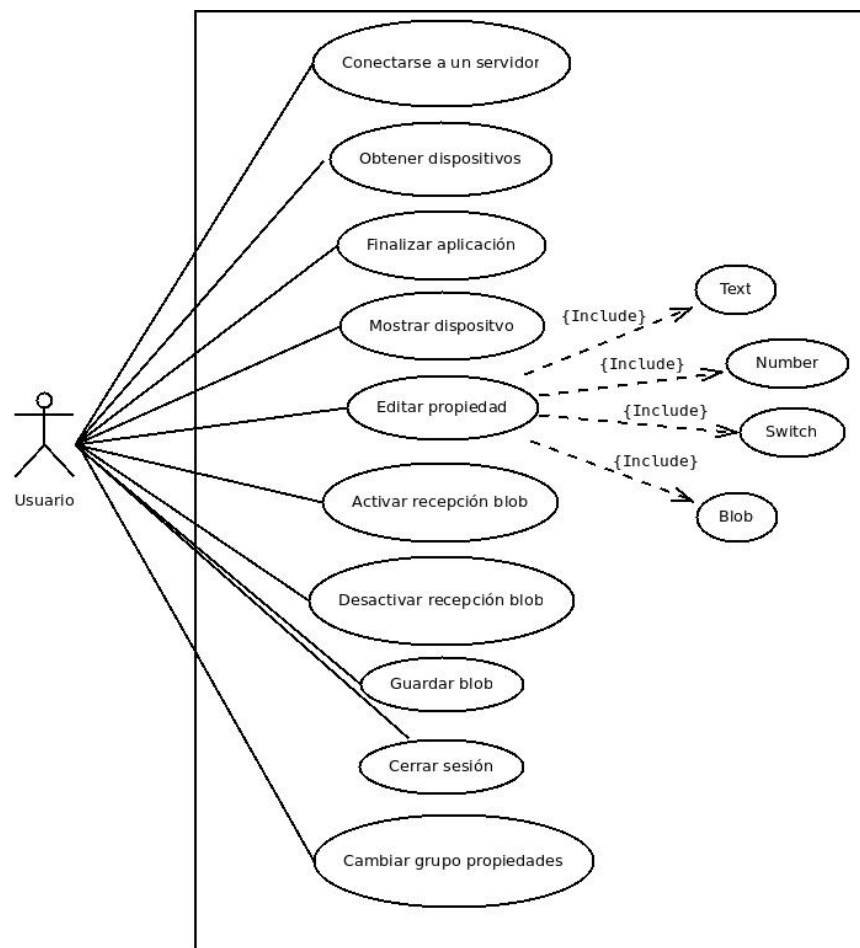 Conectarse a un servidor
Obtener dispositivos
Finalizar aplicación
Mostrar dispositvo
Editar propiedad
Activar recepción blob
Desactivar recepción blob
Guardar blob
Cerrar sesión
Cambiar grupo propiedades
Usuario
{Include}
{Include}
{Include}
{Include}
Text
Number
Switch
Blob